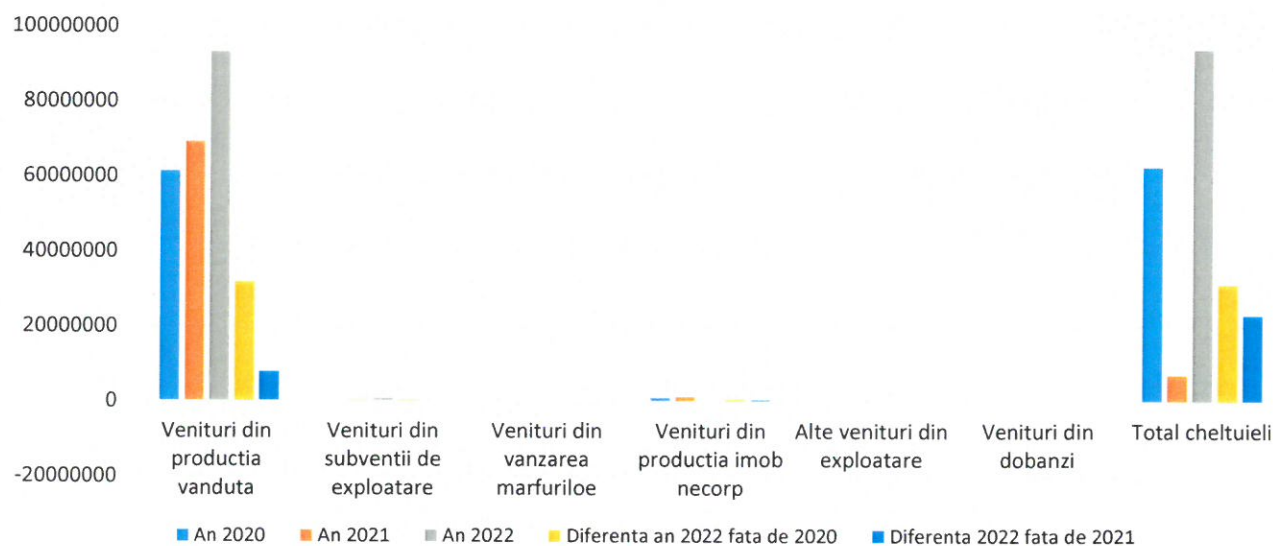 100000000
80000000
60000000
40000000
20000000
0
-20000000
Venituri din
productia
vanduta
Venituri din
subventii de
exploatare
Venituri din
vanzarea
marfuriloe
Venituri din
productia imob
necorp
Alte venituri din
exploatare
Venituri din
dobanzi
Total cheltuieli
An 2020
An 2021
An 2022
Diferenta an 2022 fata de 2020
Diferenta 2022 fata de 2021